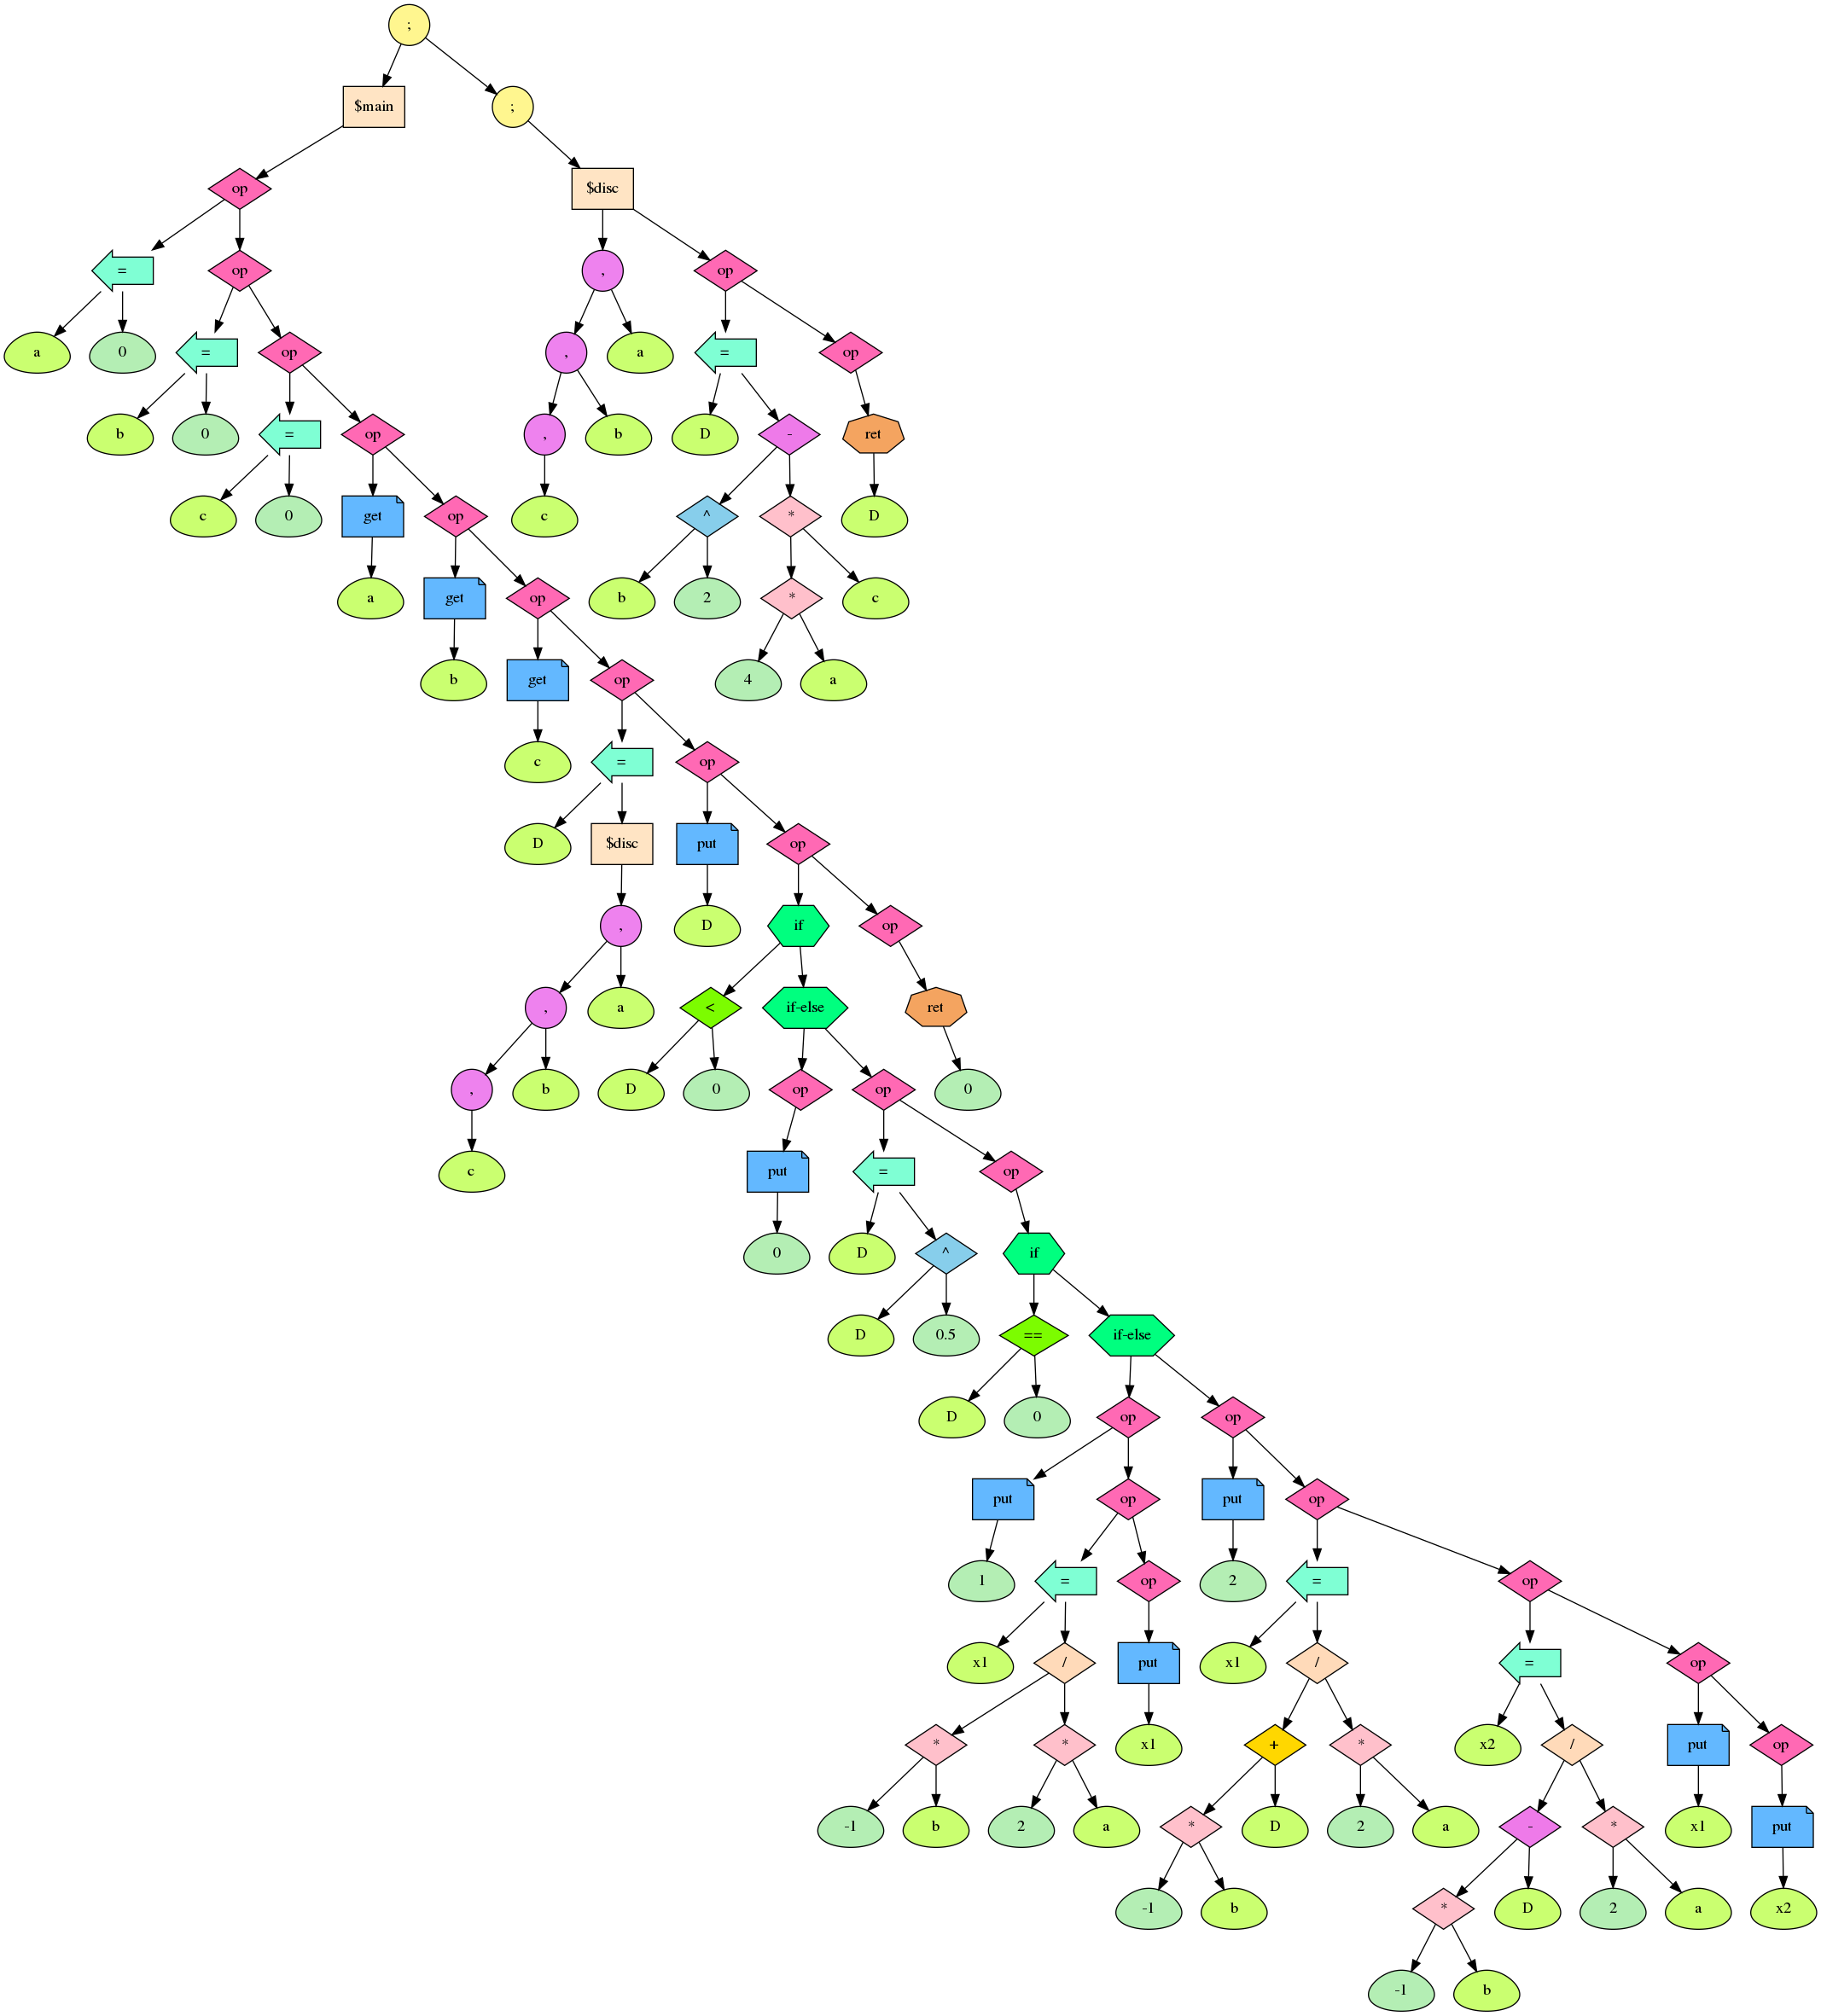 ;
$main ;
op $disc
= op , op
a 0 = op , a = op
b 0 = op , b D - ret
c 0 get op c ^ * D
a get op b 2 * c
b get op 4 a
c = op
D $disc put op
, D if op
, a < if-else ret
, b D 0 op op 0
c put = op
0 D ^ if
D 0.5 == if-else
D 0 op op
put op put op
1 = op 2 = op
x1 / put x1 / = op
* * x1 + * x2 / put op
-1 b 2 a * D 2 a - * x1 put
-1 b * D 2 a x2
-1 b